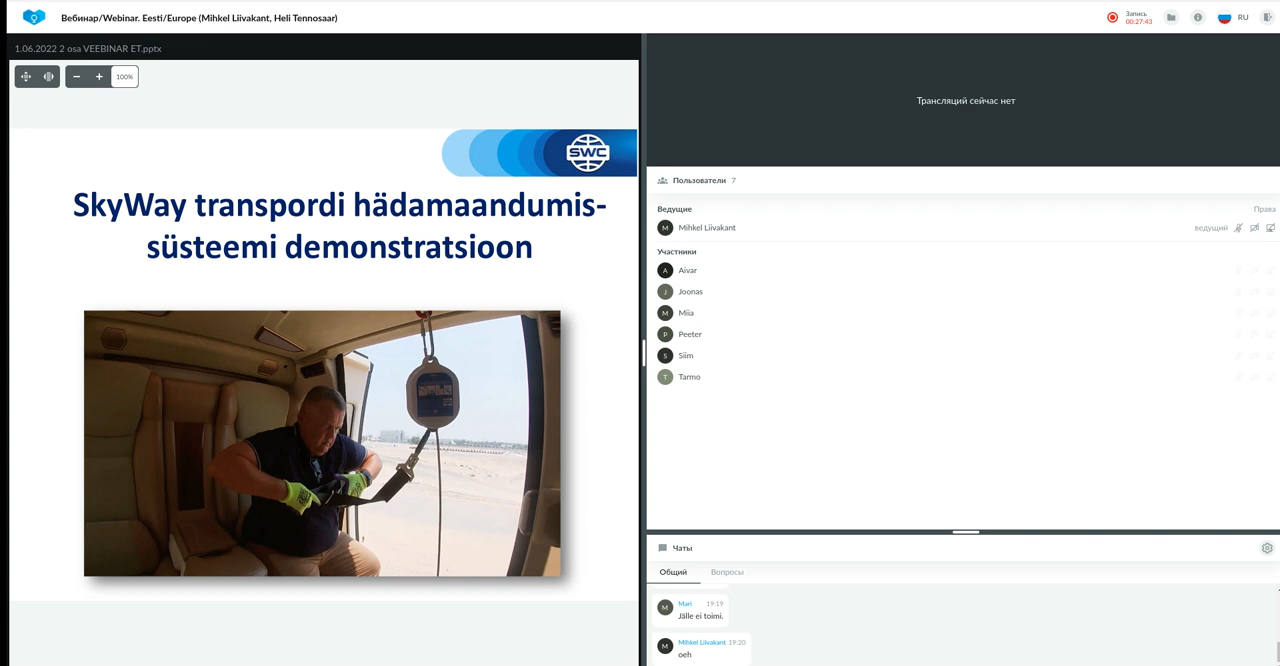 Вебинар/Webinar. Eesti/Europe (Mihkel Liivakant, Heli Tennosaar)
Запись
00:27:43
RU
1.06.2022 2 osa VEEBINAR ET.pptx
100%
SWC
SkyWay transpordi hädamaandumis-
süsteemi demonstratsioon
Трансляций сейчас нет
Пользователи 7
Ведущие Права
M Mihkel Liivakant ведущий
Участники
A Aivar
J Joonas
M Miia
P Peeter
S Siim
T Tarmo
Чаты
Общий Вопросы
M Mari 19:19
Jälle ei toimi.
M Mihkel Liivakant 19:20
oeh